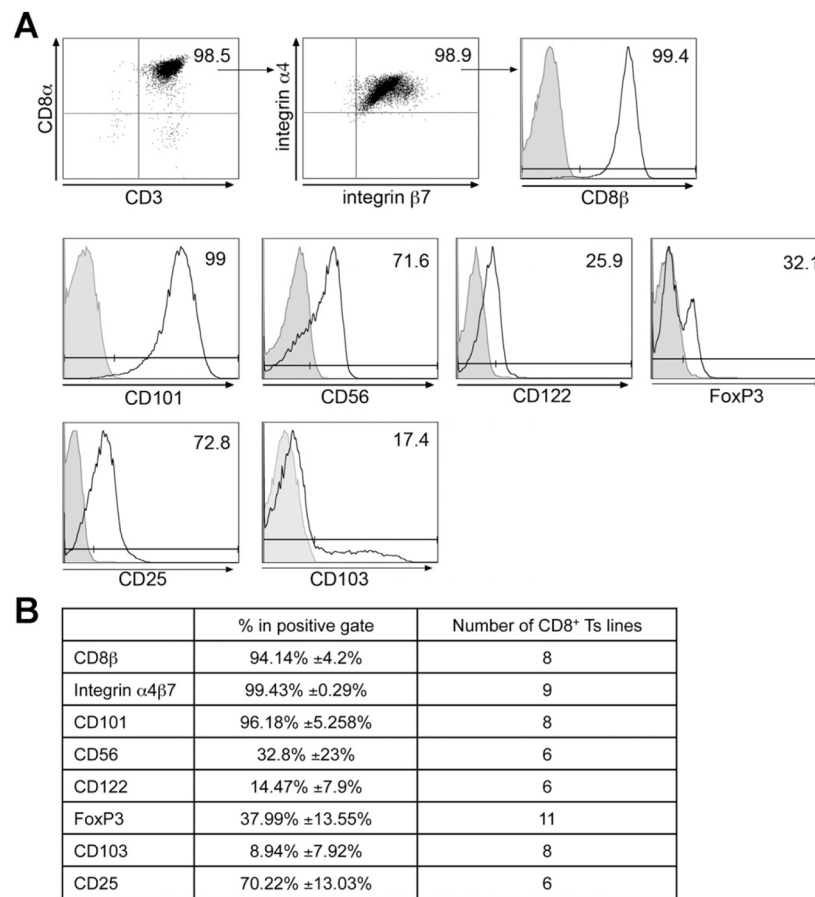 A
98.5
CD8α
CD3
98.9
integrin α4
integrin β7
99.4
CD8β
99
CD101
71.6
CD56
25.9
CD122
32.1
FoxP3
72.8
CD25
17.4
CD103
B
% in positive gate Number of CD8⁺ Ts lines
CD8β 94.14% ±4.2% 8
Integrin α4β7 99.43% ±0.29% 9
CD101 96.18% ±5.258% 8
CD56 32.8% ±23% 6
CD122 14.47% ±7.9% 6
FoxP3 37.99% ±13.55% 11
CD103 8.94% ±7.92% 8
CD25 70.22% ±13.03% 6